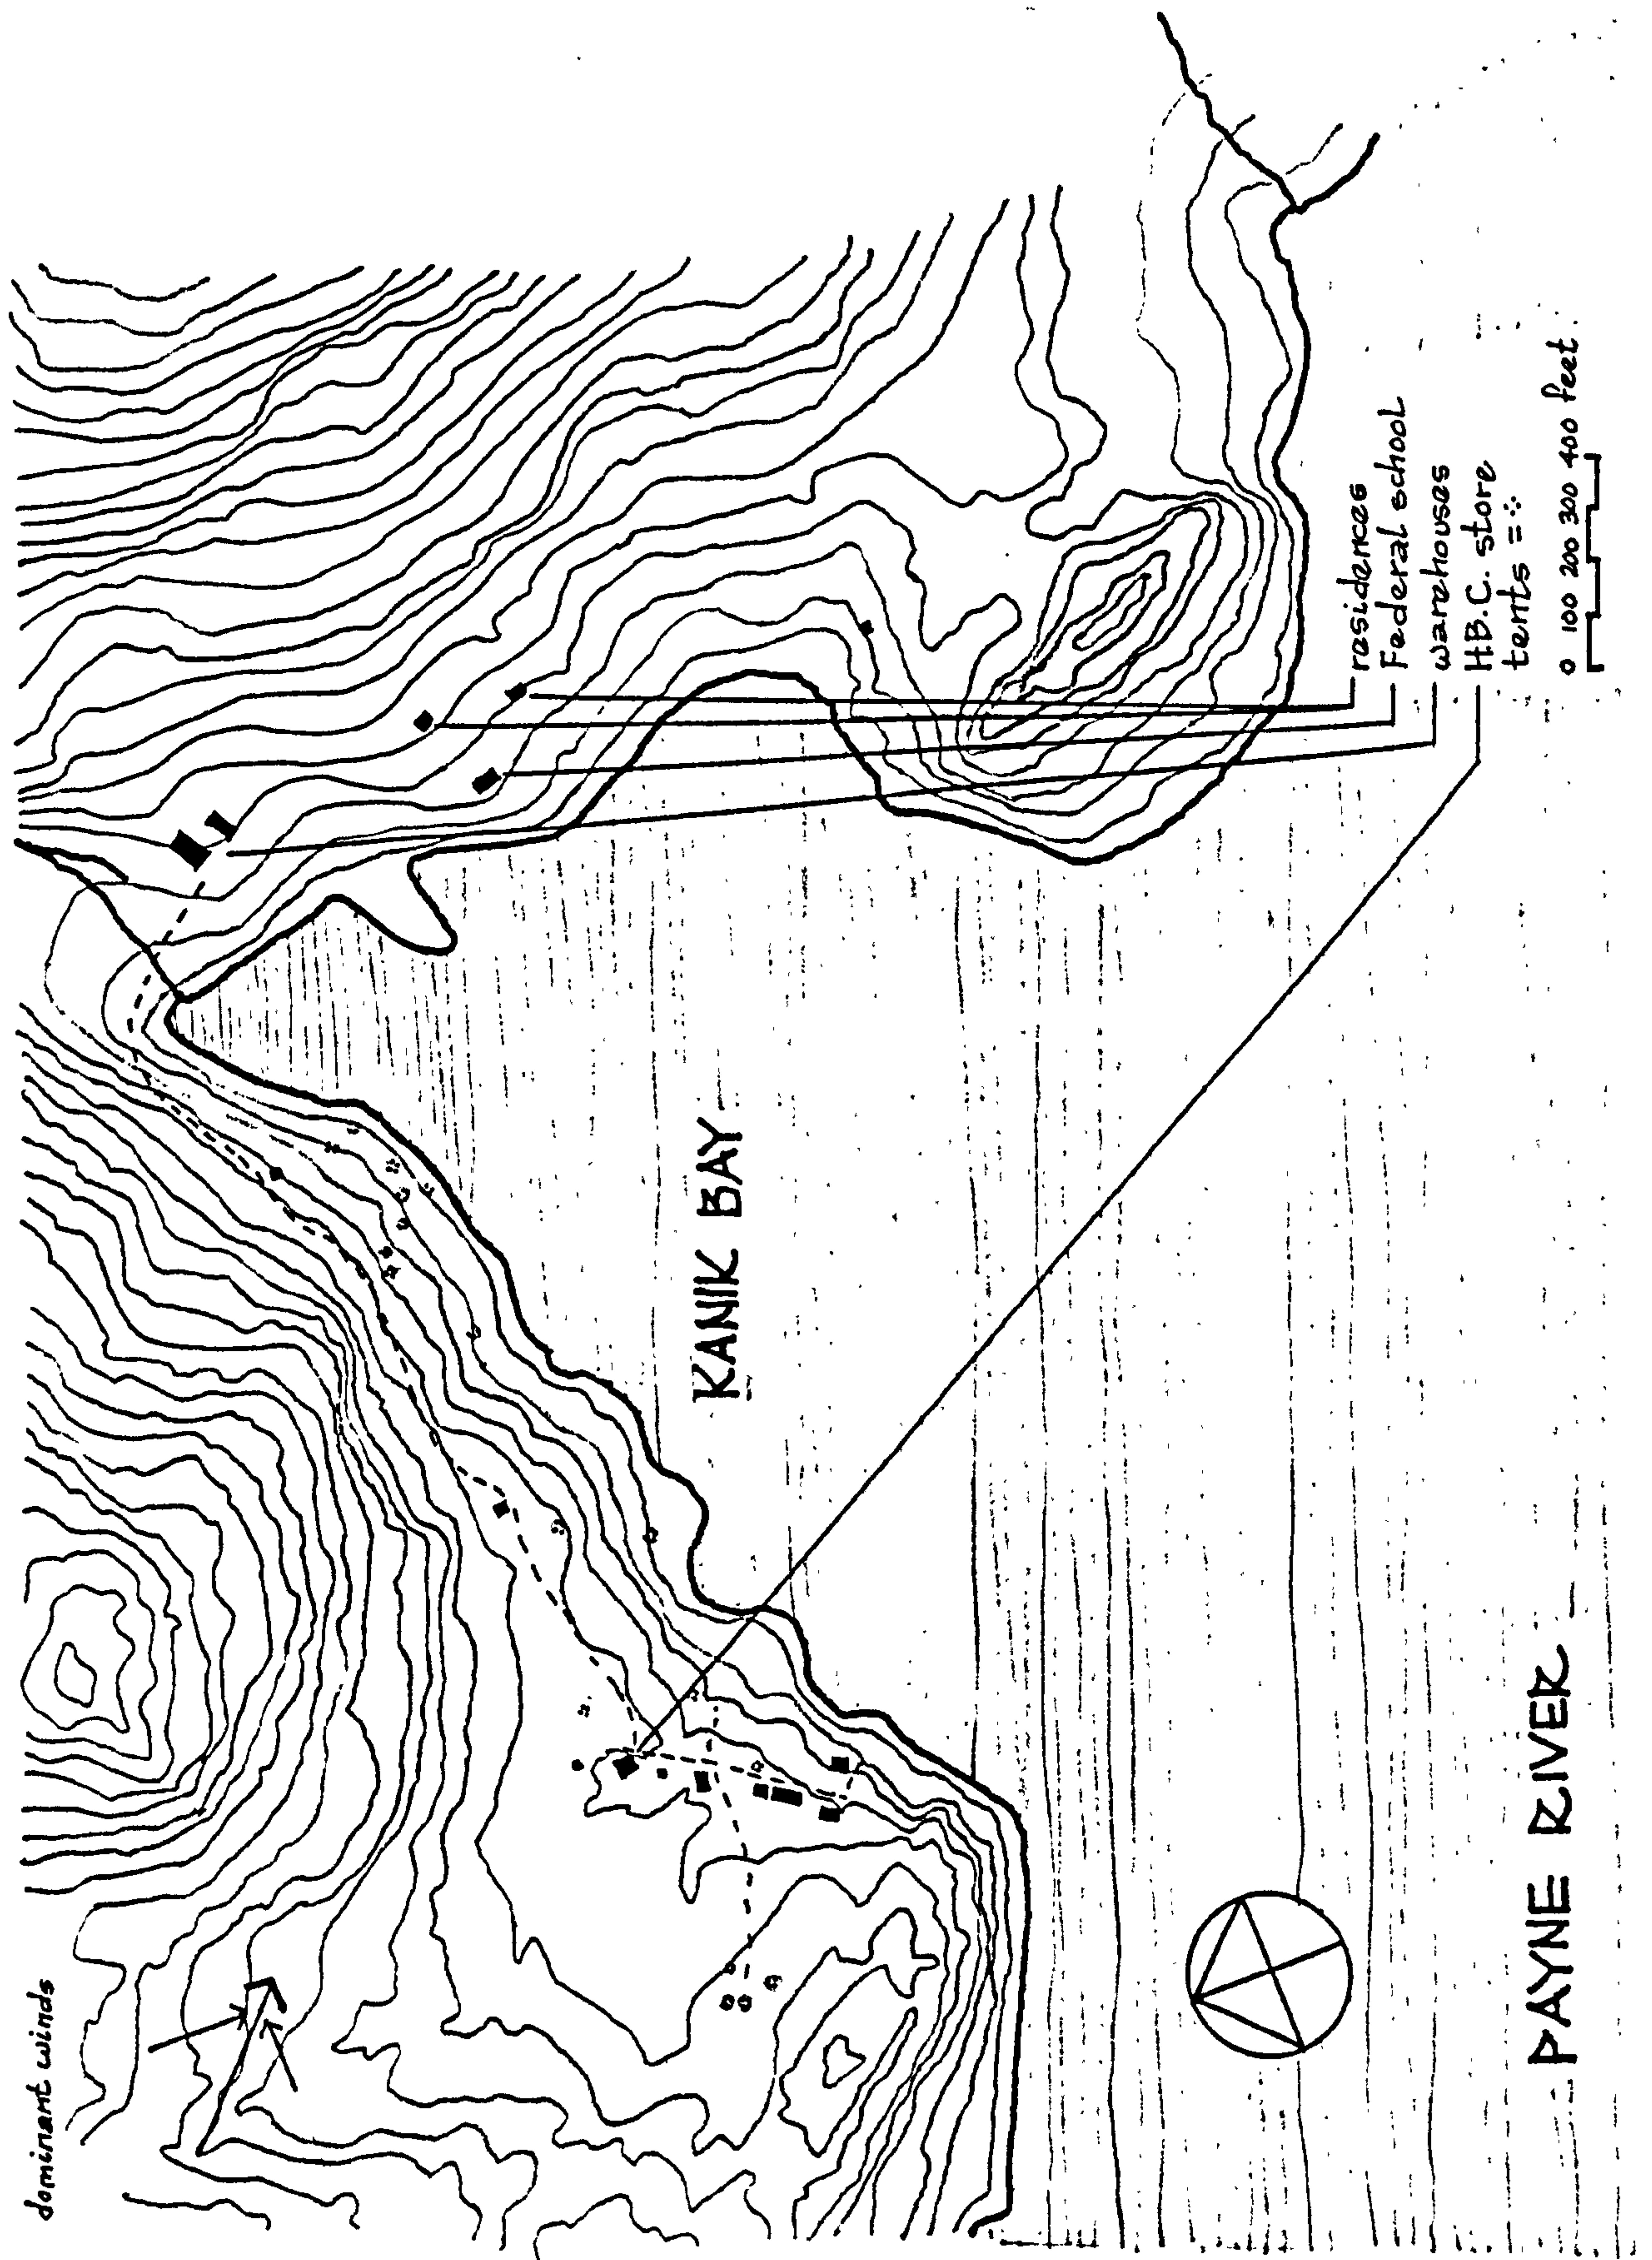 dominant winds
KANIK BAY
residences
Federal school
warehouses
H.B.C. store
tents = ჻
0 100 200 300 400 feet.
PAYNE RIVER